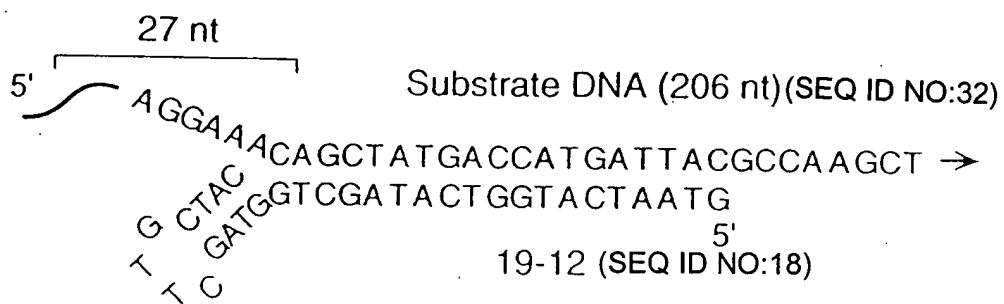 27 nt
5'
Substrate DNA (206 nt)(SEQ ID NO:32)
AGGAAACAGCTATGACCATGATTACGCCAAGCT →
CTAC
GATGGTCGATACTGGTACTAATG
G
T
T
C
5'
19-12 (SEQ ID NO:18)